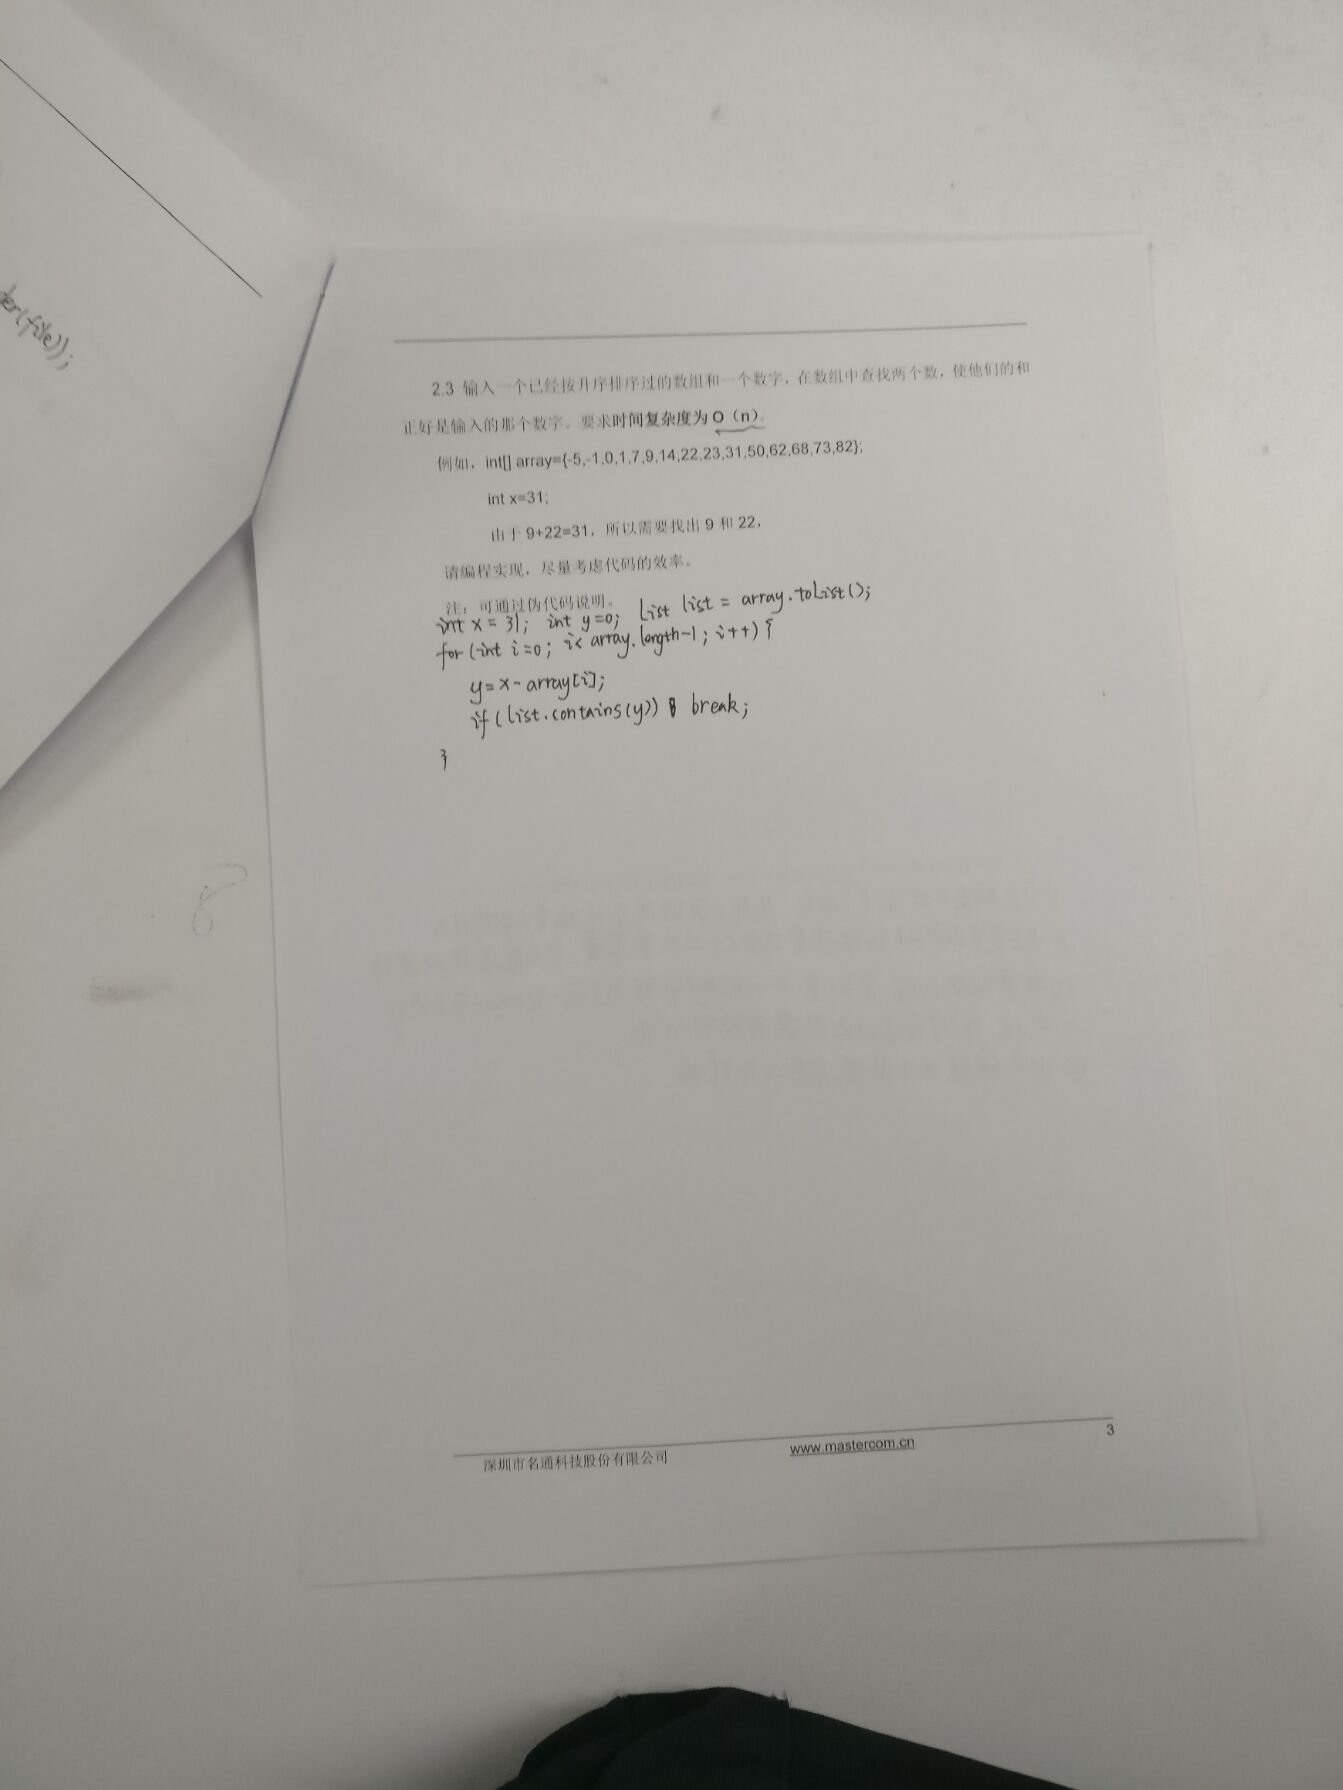 der(file));
2.3 输入一个已经按升序排序过的数组和一个数字，在数组中查找两个数，使他们的和
正好是输入的那个数字。要求时间复杂度为 O（n）。
例如，int[] array={-5,-1,0,1,7,9,14,22,23,31,50,62,68,73,82};
int x=31;
由于 9+22=31，所以需要找出 9 和 22，
请编程实现，尽量考虑代码的效率。
注：可通过伪代码说明。
int x = 31; int y=0; List list = array.toList();
for (int i=0; i< array.length-1; i++) {
y=x-array[i];
if (list.contains(y)) break;
}
深圳市名通科技股份有限公司 www.mastercom.cn 3